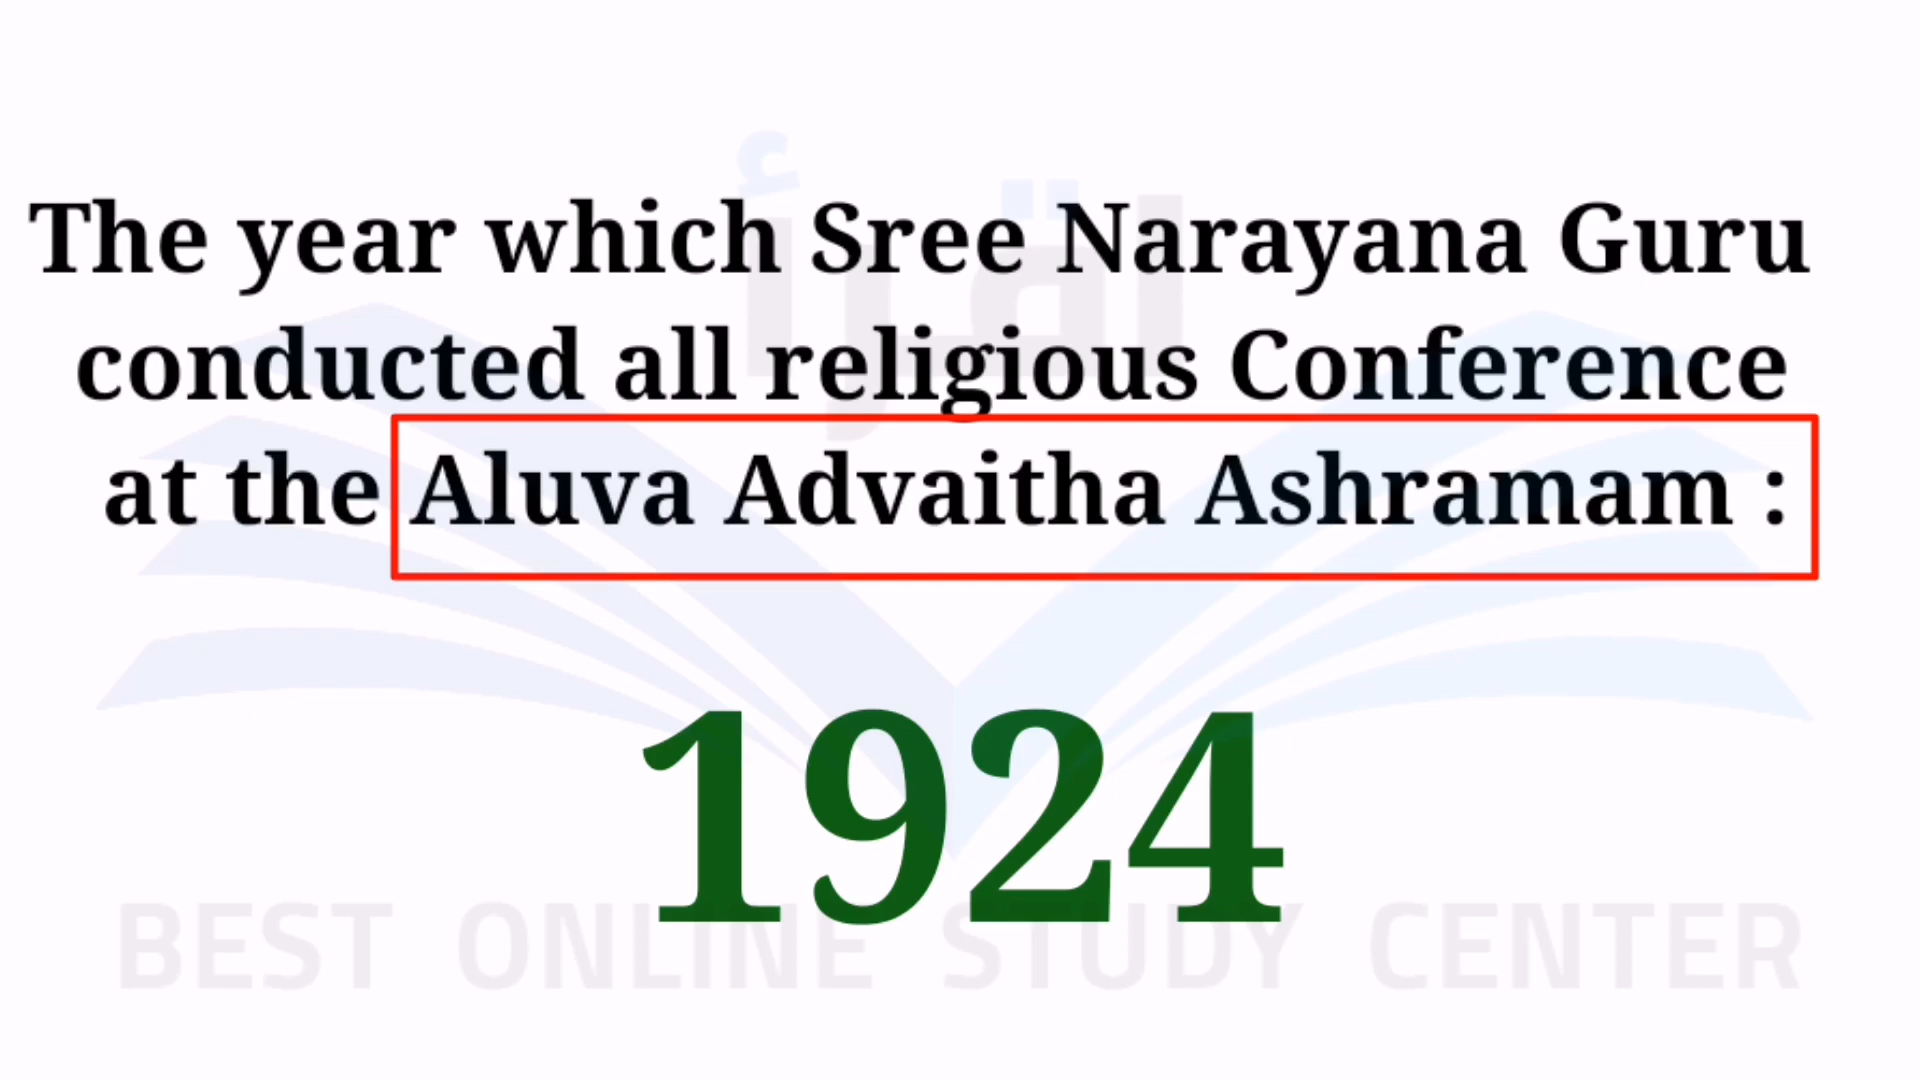 The year which Sree Narayana Guru
conducted all religious Conference
at the Aluva Advaitha Ashramam :
1924
إقرأ
BEST ONLINE STUDY CENTER